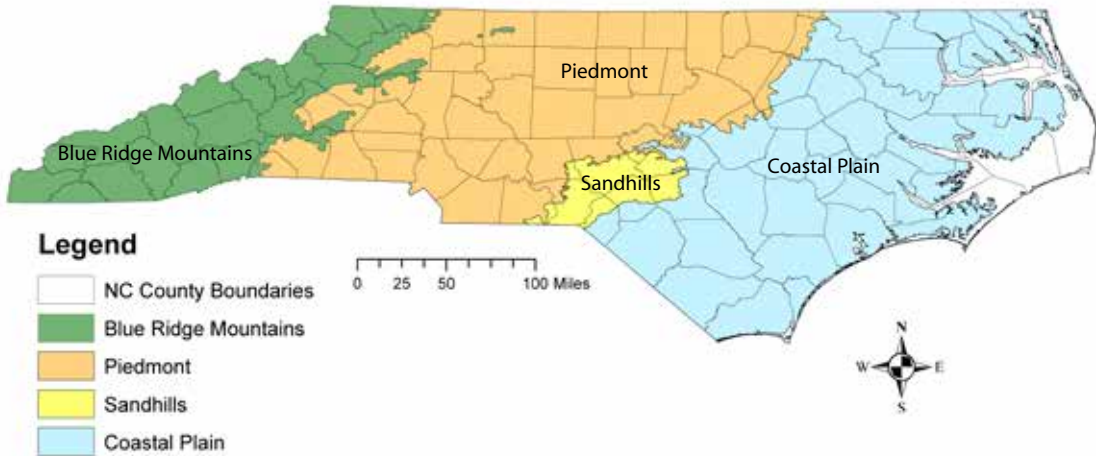 Piedmont
Blue Ridge Mountains
Coastal Plain
Sandhills
Legend
NC County Boundaries
Blue Ridge Mountains
Piedmont
Sandhills
Coastal Plain
0 25 50 100 Miles
N
W E
S